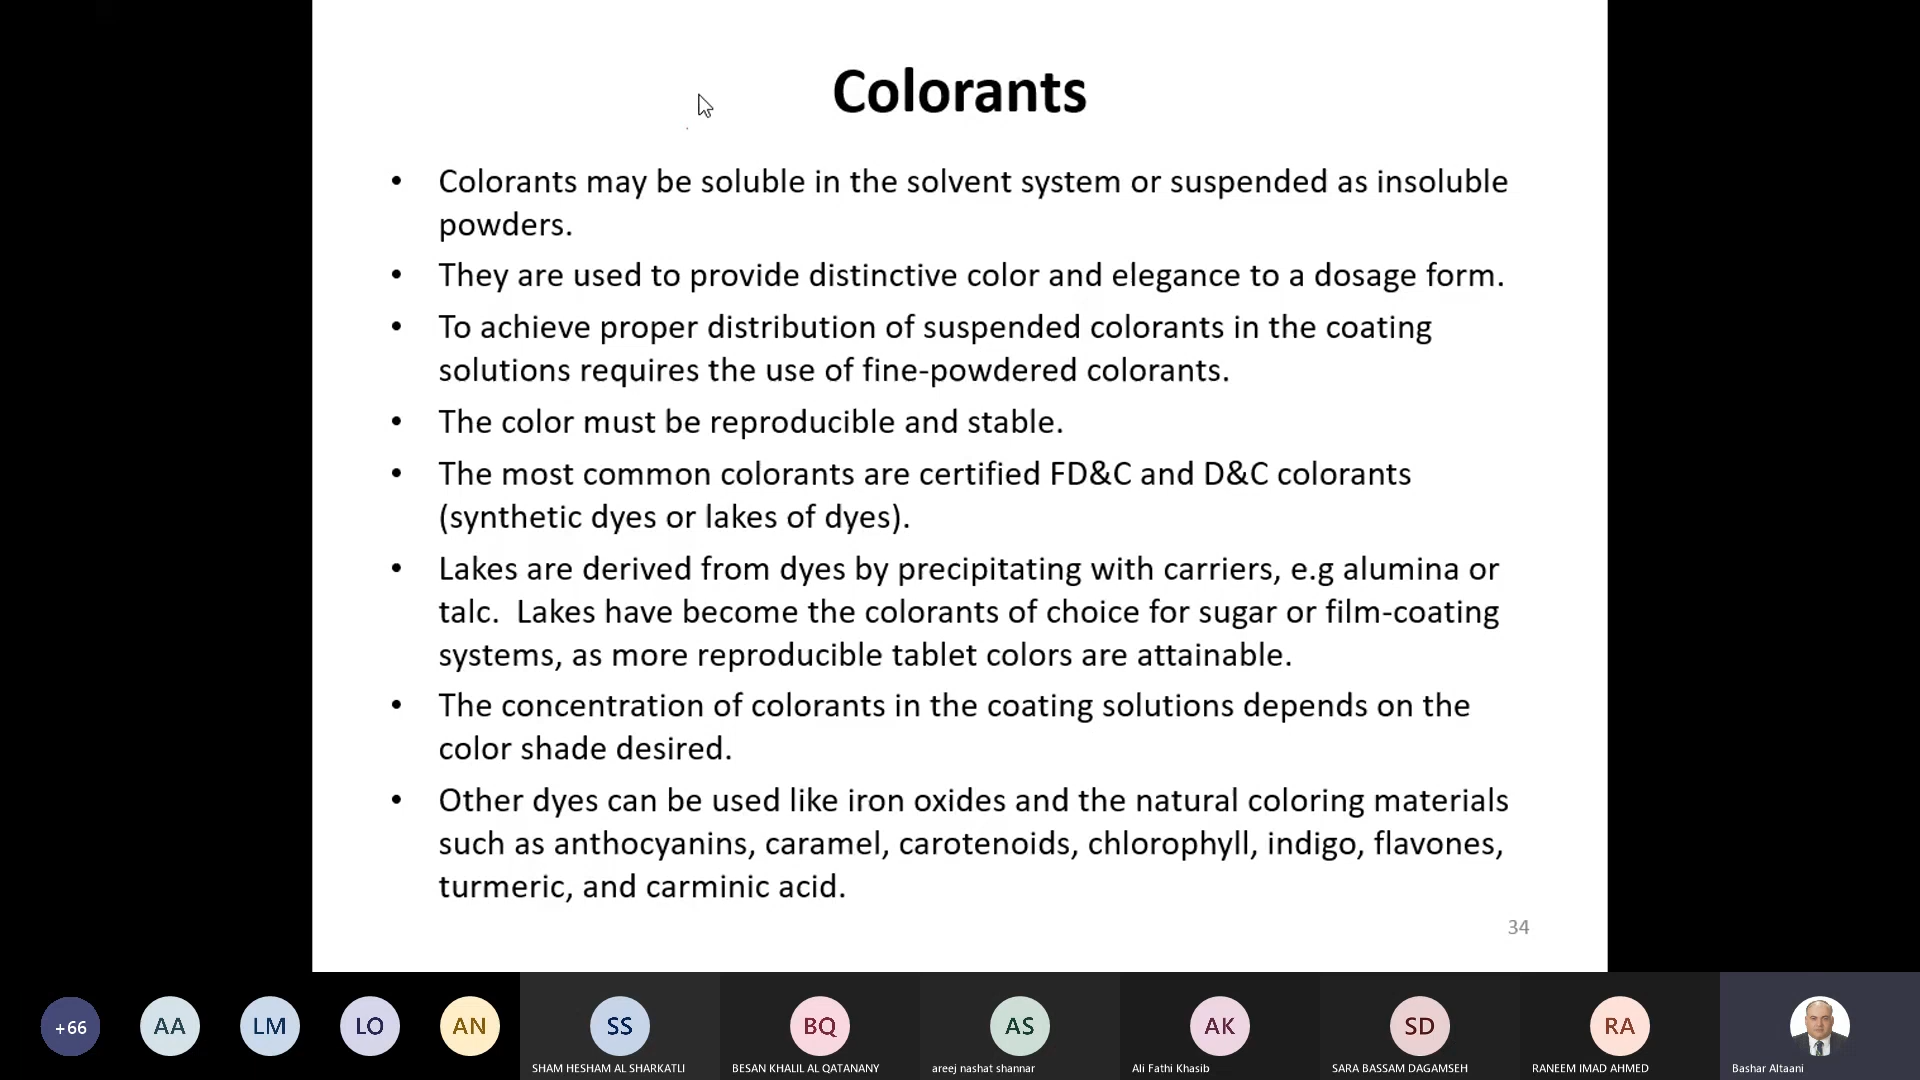 Colorants
• Colorants may be soluble in the solvent system or suspended as insoluble
powders.
• They are used to provide distinctive color and elegance to a dosage form.
• To achieve proper distribution of suspended colorants in the coating
solutions requires the use of fine-powdered colorants.
• The color must be reproducible and stable.
• The most common colorants are certified FD&C and D&C colorants
(synthetic dyes or lakes of dyes).
• Lakes are derived from dyes by precipitating with carriers, e.g alumina or
talc.  Lakes have become the colorants of choice for sugar or film-coating
systems, as more reproducible tablet colors are attainable.
• The concentration of colorants in the coating solutions depends on the
color shade desired.
• Other dyes can be used like iron oxides and the natural coloring materials
such as anthocyanins, caramel, carotenoids, chlorophyll, indigo, flavones,
turmeric, and carminic acid.
34
+66 AA LM LO AN SS BQ AS AK SD RA
SHAM HESHAM AL SHARKATLI BESAN KHALIL AL QATANANY areej nashat shannar Ali Fathi Khasib SARA BASSAM DAGAMSEH RANEEM IMAD AHMED Bashar Altaani